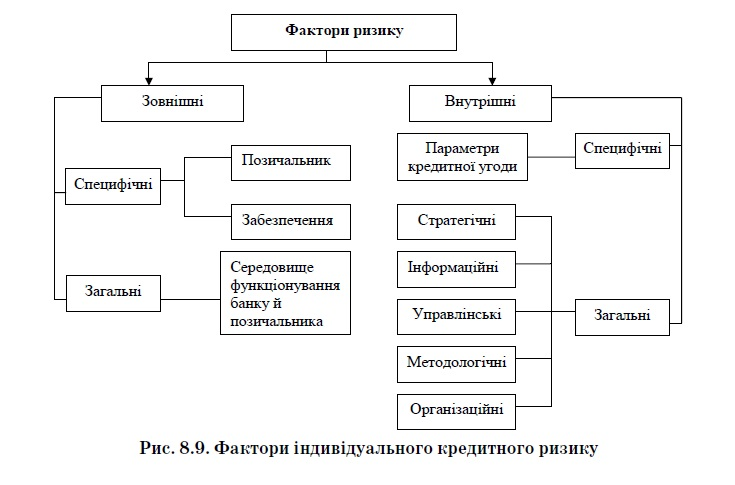 Фактори ризику
Зовнішні
Внутрішні
Специфічні
Позичальник
Забезпечення
Загальні
Середовище
функціонування
банку й
позичальника
Параметри
кредитної угоди
Специфічні
Стратегічні
Інформаційні
Управлінські
Методологічні
Організаційні
Загальні
Рис. 8.9. Фактори індивідуального кредитного ризику